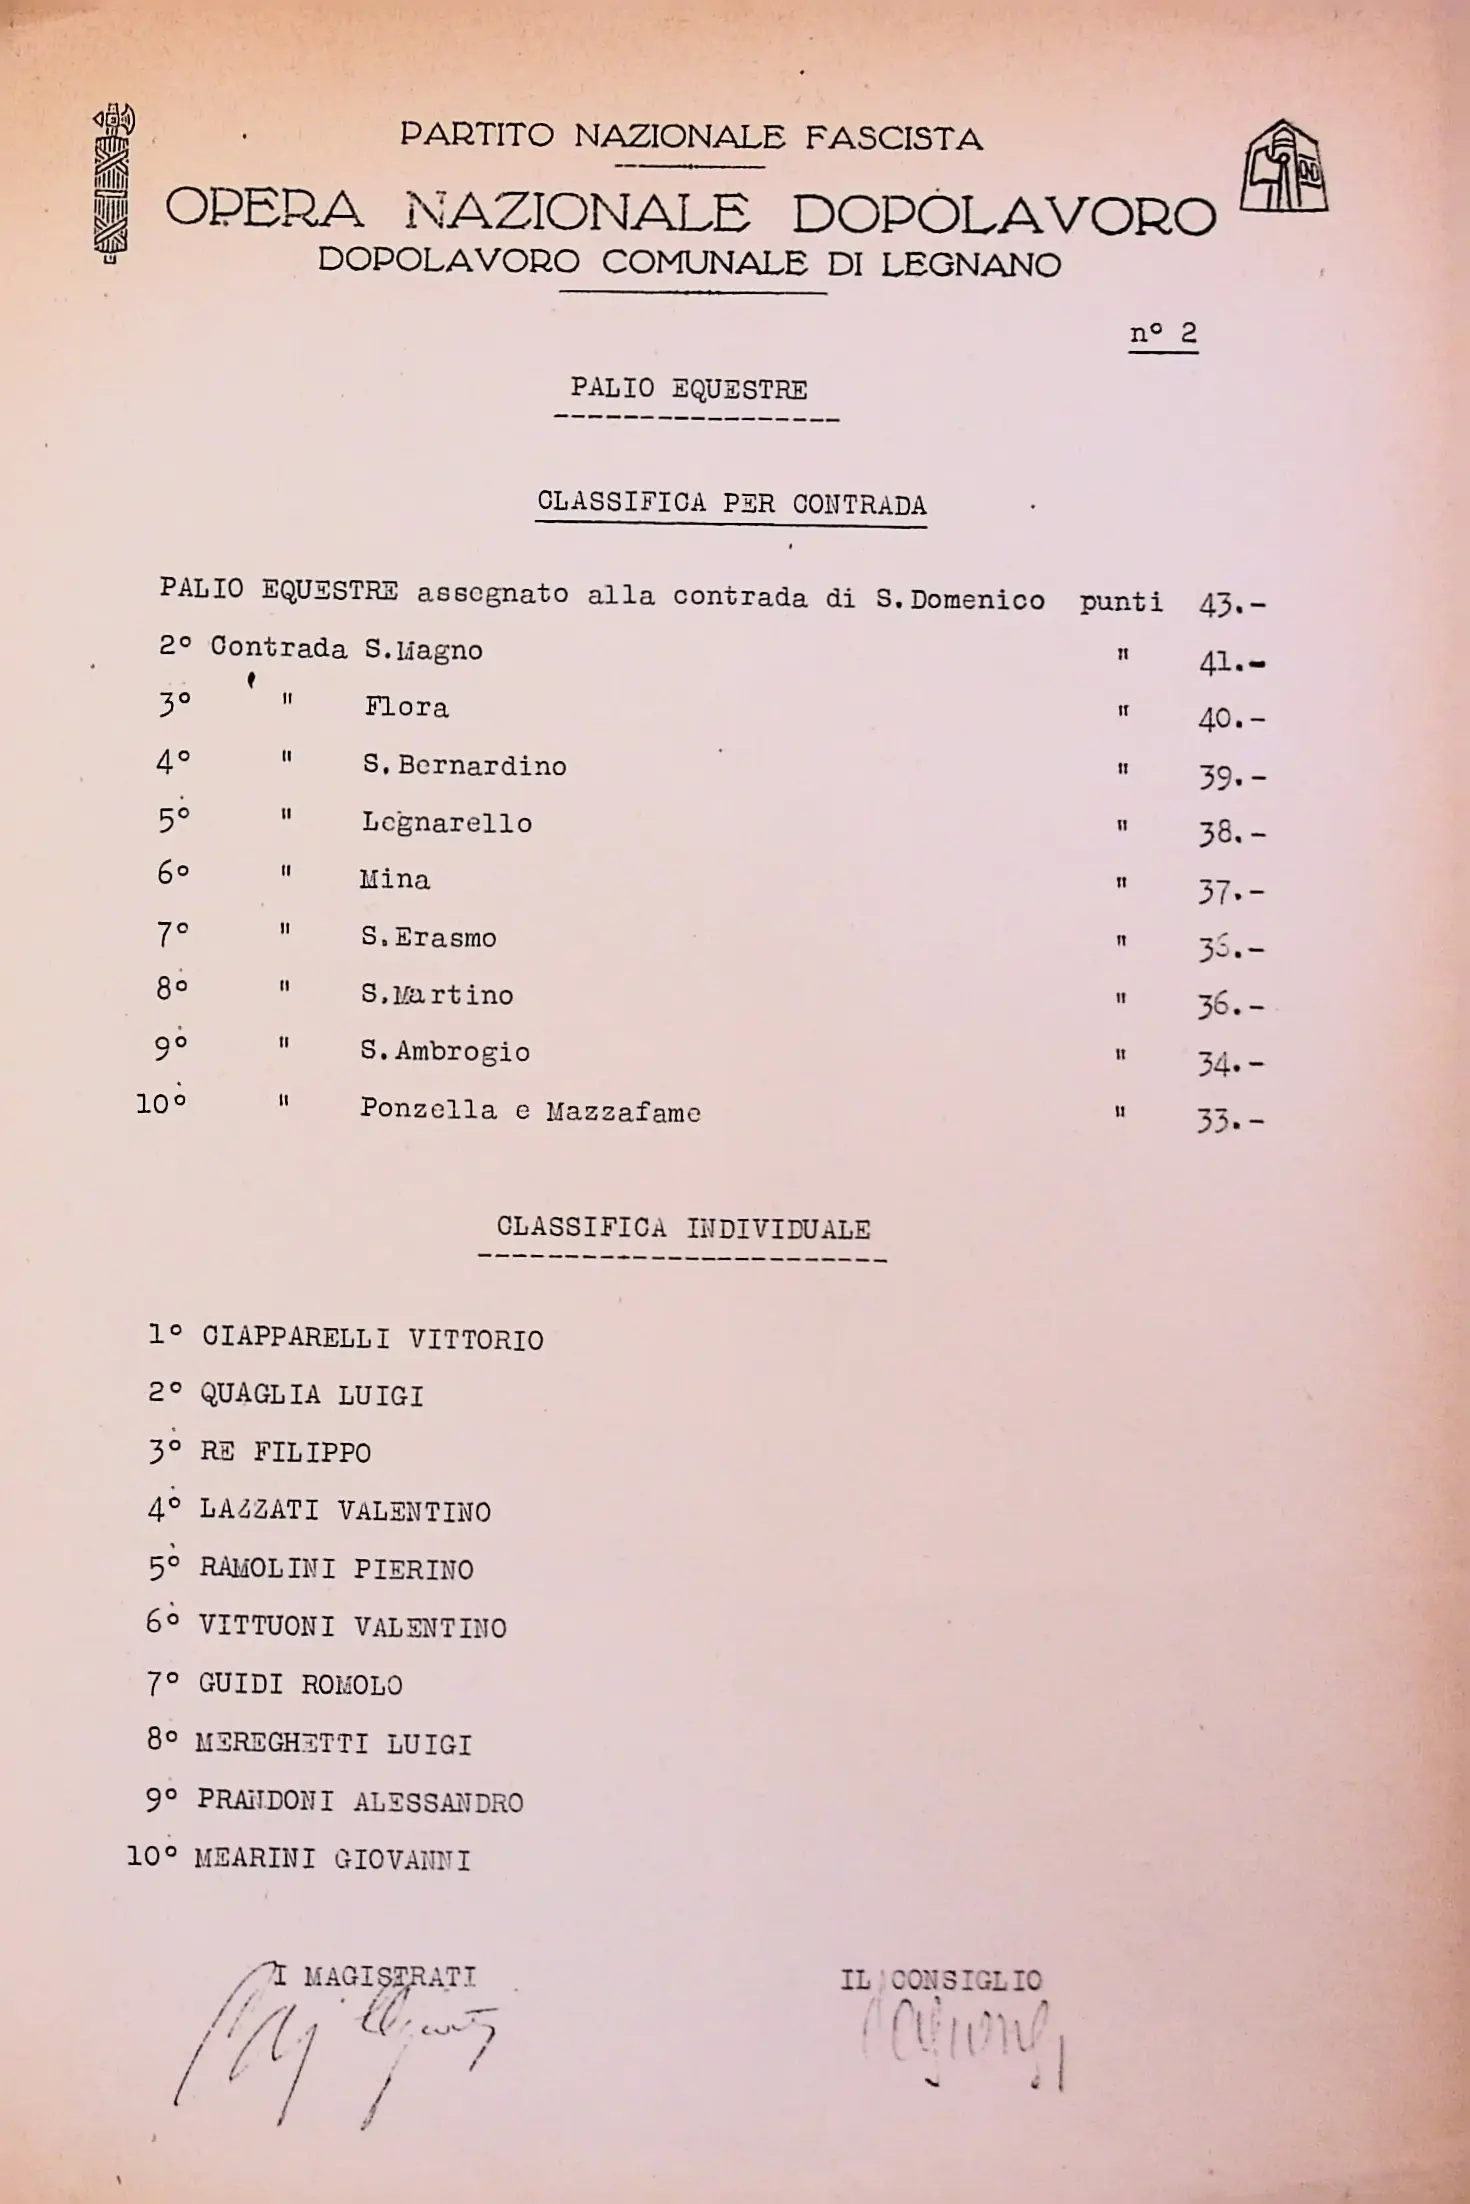 PARTITO NAZIONALE FASCISTA
OPERA NAZIONALE DOPOLAVORO
DOPOLAVORO COMUNALE DI LEGNANO
n° 2
PALIO EQUESTRE
CLASSIFICA PER CONTRADA
PALIO EQUESTRE assegnato alla contrada di S.Domenico punti 43.-
2° Contrada S.Magno " 41.-
3° " Flora " 40.-
4° " S.Bernardino " 39.-
5° " Legnarello " 38.-
6° " Mina " 37.-
7° " S.Erasmo "
8° " S.Martino " 36.-
9° " S.Ambrogio " 34.-
10° " Ponzella e Mazzafame " 33.-
CLASSIFICA INDIVIDUALE
1° CIAPPARELLI VITTORIO
2° QUAGLIA LUIGI
3° RE FILIPPO
4° LAZZATI VALENTINO
5° RAMOLINI PIERINO
6° VITTUONI VALENTINO
7° GUIDI ROMOLO
8° MEREGHETTI LUIGI
9° PRANDONI ALESSANDRO
10° MEARINI GIOVANNI
I MAGISTRATI IL CONSIGLIO